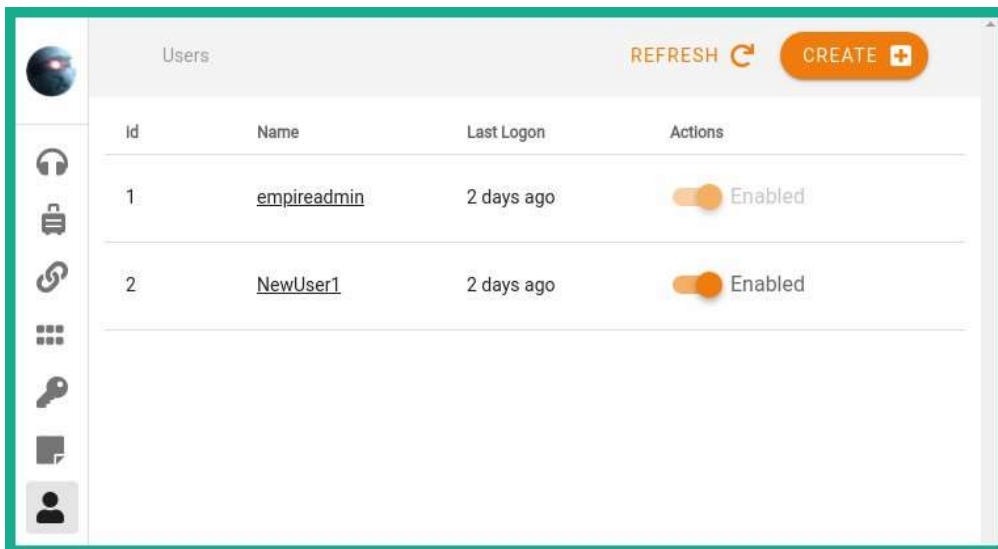 Users REFRESH CREATE
Id Name Last Logon Actions
1 empireadmin 2 days ago Enabled
2 NewUser1 2 days ago Enabled